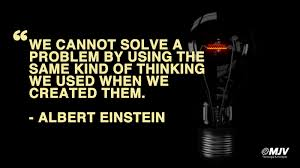 “
WE CANNOT SOLVE A
PROBLEM BY USING THE
SAME KIND OF THINKING
WE USED WHEN WE
CREATED THEM.
- ALBERT EINSTEIN
MJV